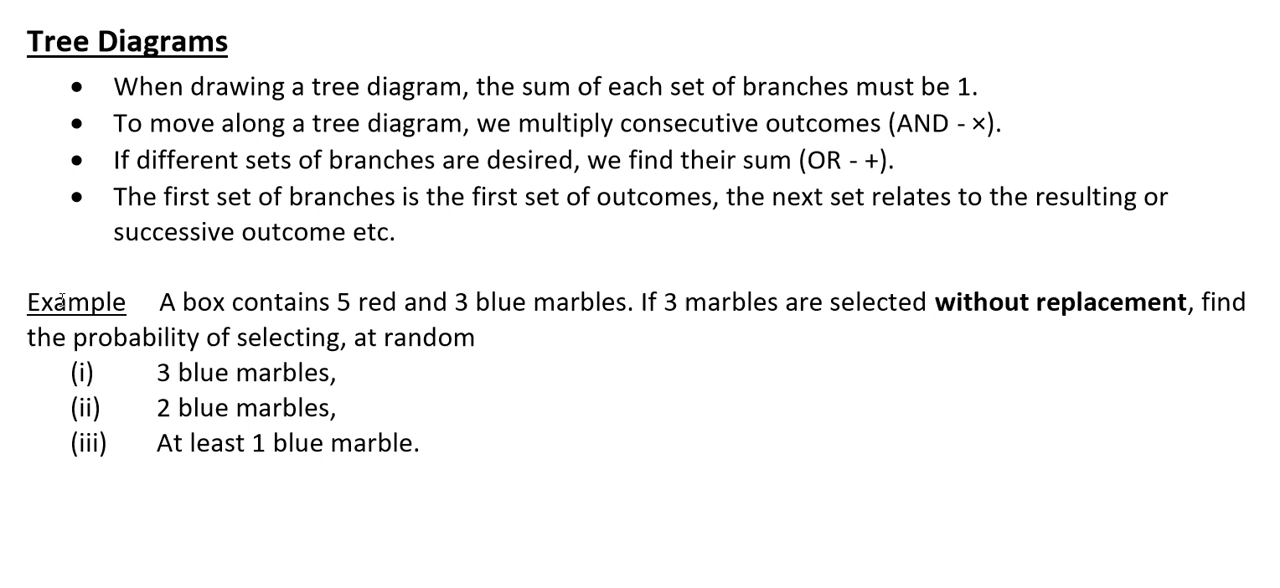 Tree Diagrams
• When drawing a tree diagram, the sum of each set of branches must be 1.
• To move along a tree diagram, we multiply consecutive outcomes (AND - ×).
• If different sets of branches are desired, we find their sum (OR - +).
• The first set of branches is the first set of outcomes, the next set relates to the resulting or
successive outcome etc.
Example A box contains 5 red and 3 blue marbles. If 3 marbles are selected without replacement, find
the probability of selecting, at random
(i) 3 blue marbles,
(ii) 2 blue marbles,
(iii) At least 1 blue marble.